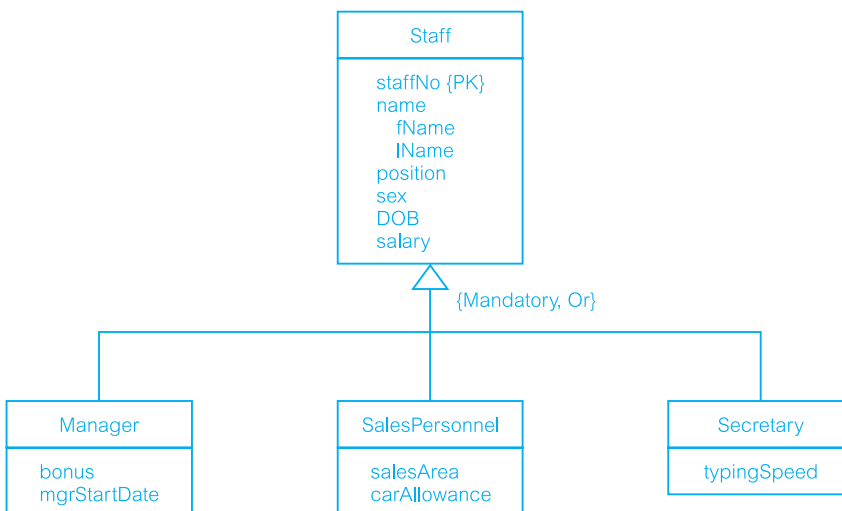 Staff
staffNo {PK}
name
fName
lName
position
sex
DOB
salary
{Mandatory, Or}
Manager
bonus
mgrStartDate
SalesPersonnel
salesArea
carAllowance
Secretary
typingSpeed